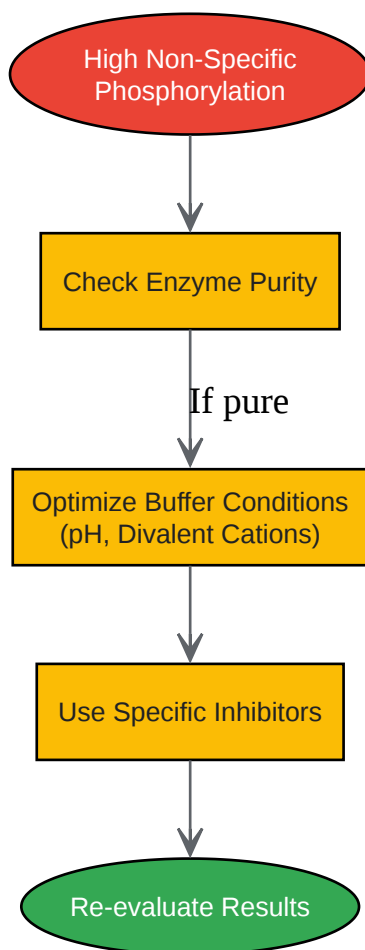 High Non-Specific
Phosphorylation
Check Enzyme Purity
If pure
Optimize Buffer Conditions
(pH, Divalent Cations)
Use Specific Inhibitors
Re-evaluate Results